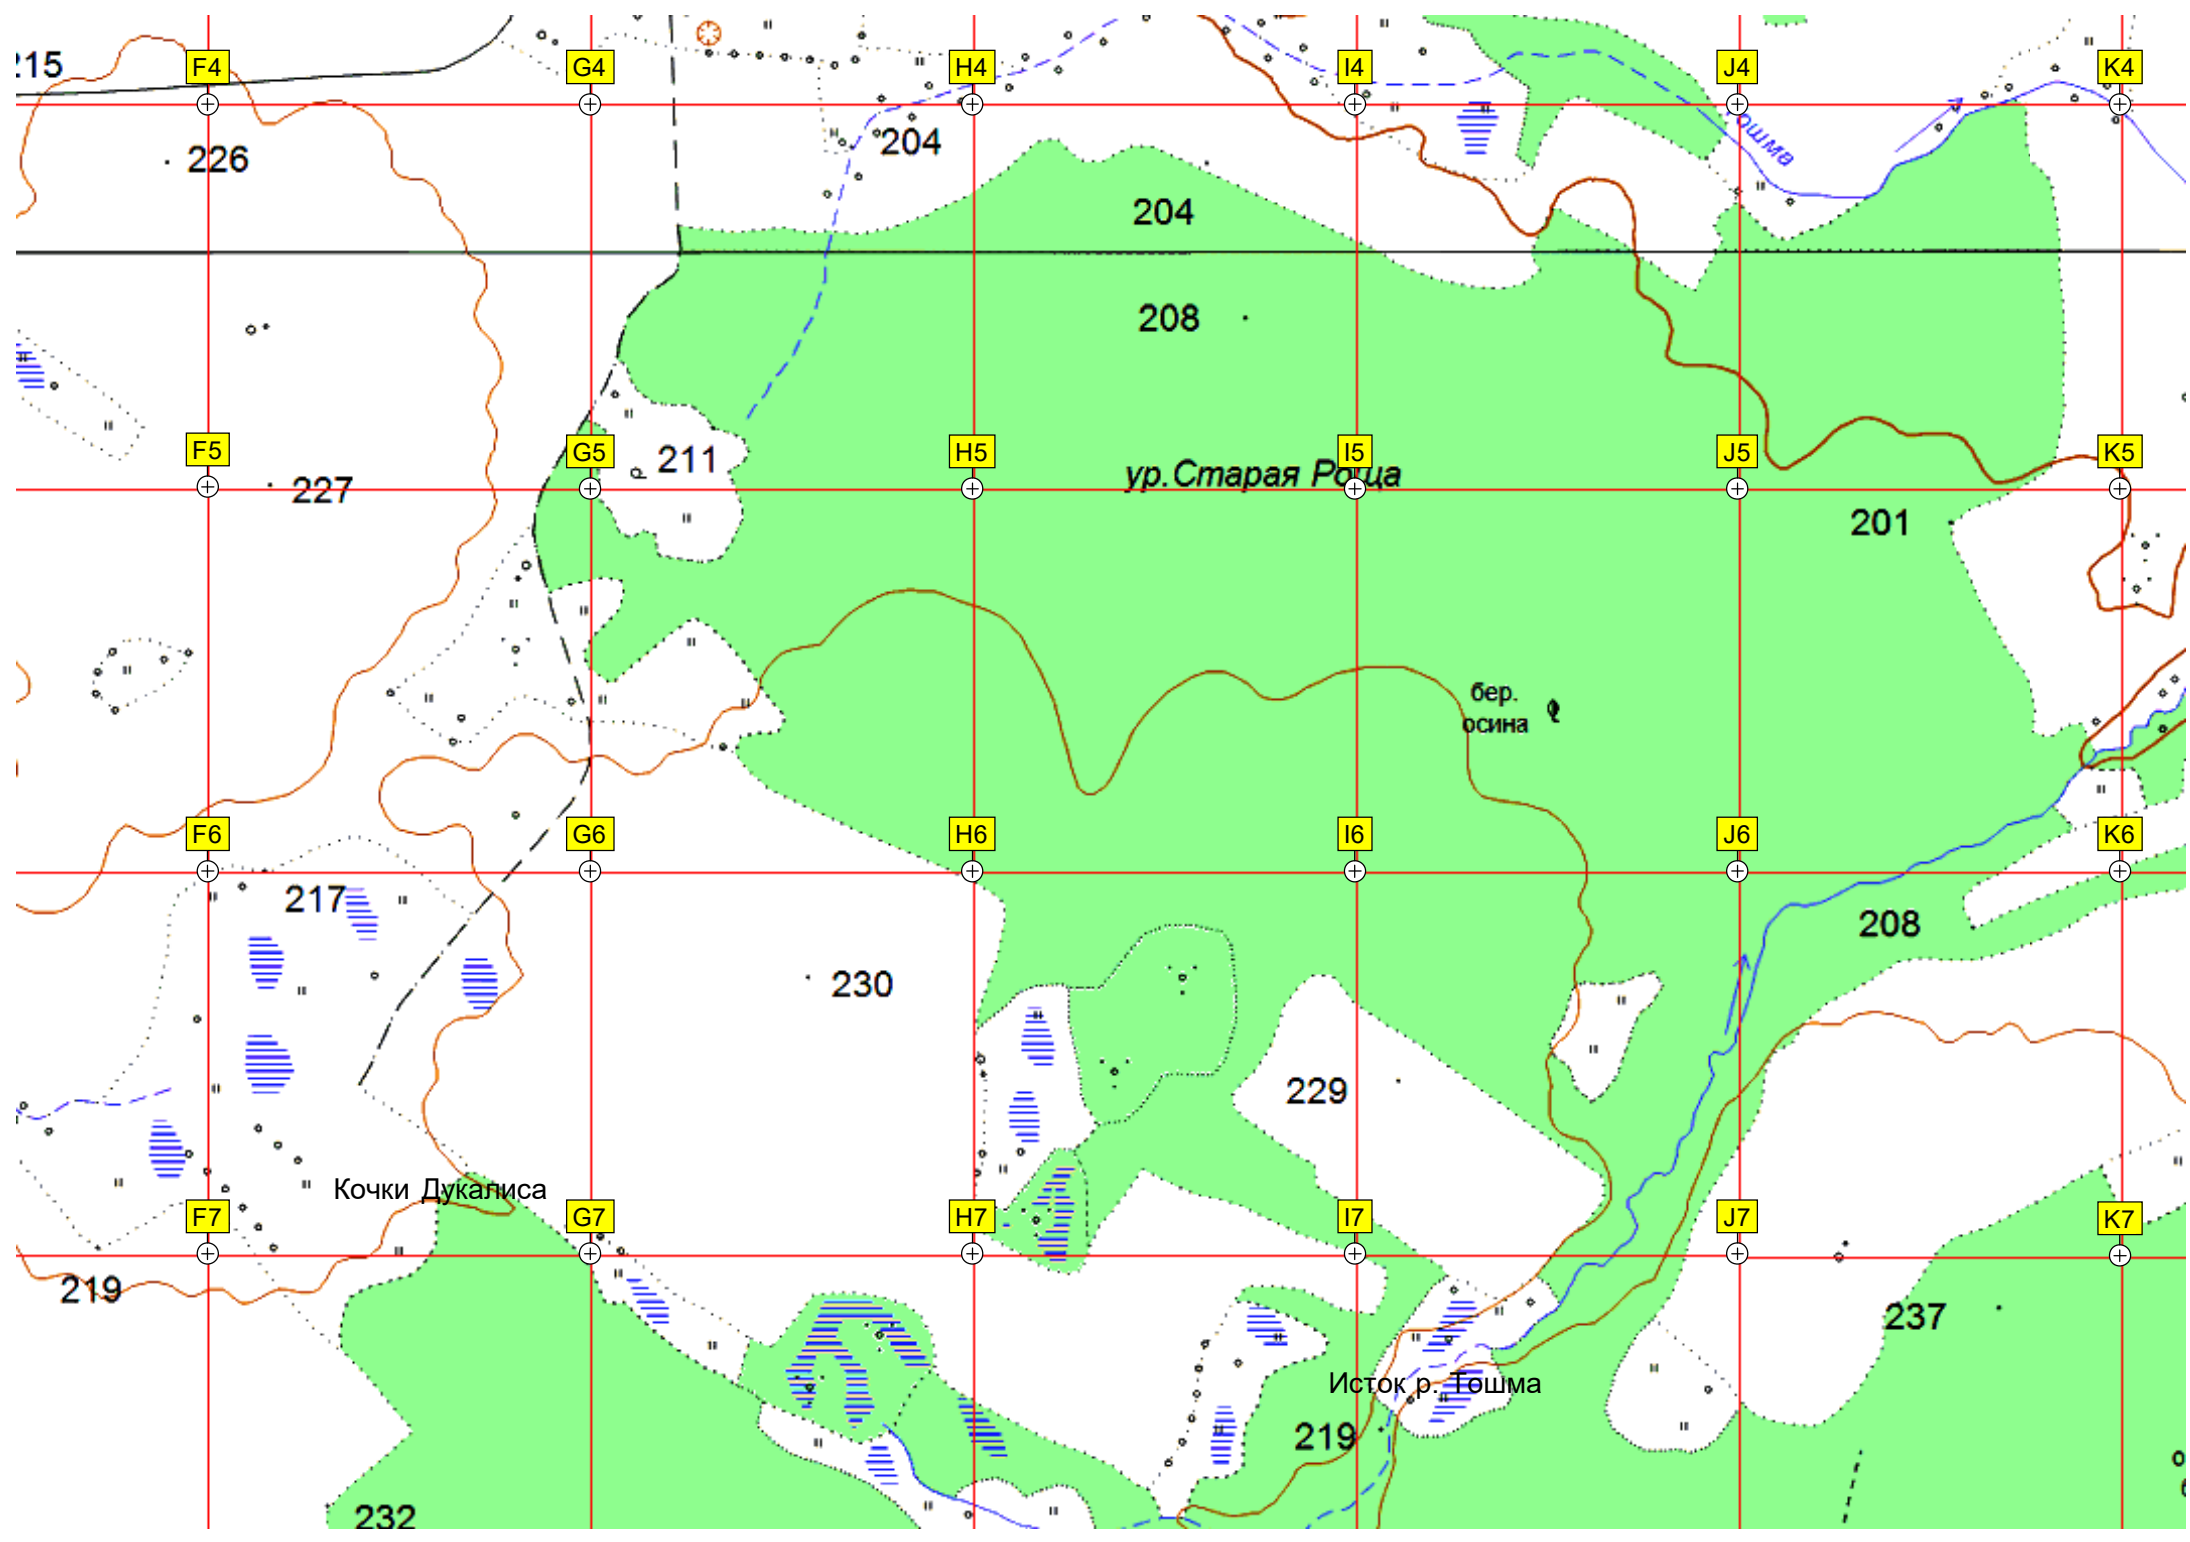 215
F4
G4
H4
I4
J4
K4
Тошма
204
226
204
208
F5
G5
211
H5
ур.Старая Роща
I5
J5
K5
227
201
бер.
осина
F6
G6
H6
I6
J6
K6
217
208
230
229
Кочки Дукалиса
F7
G7
H7
I7
J7
K7
219
237
Исток р. Тошма
219
232